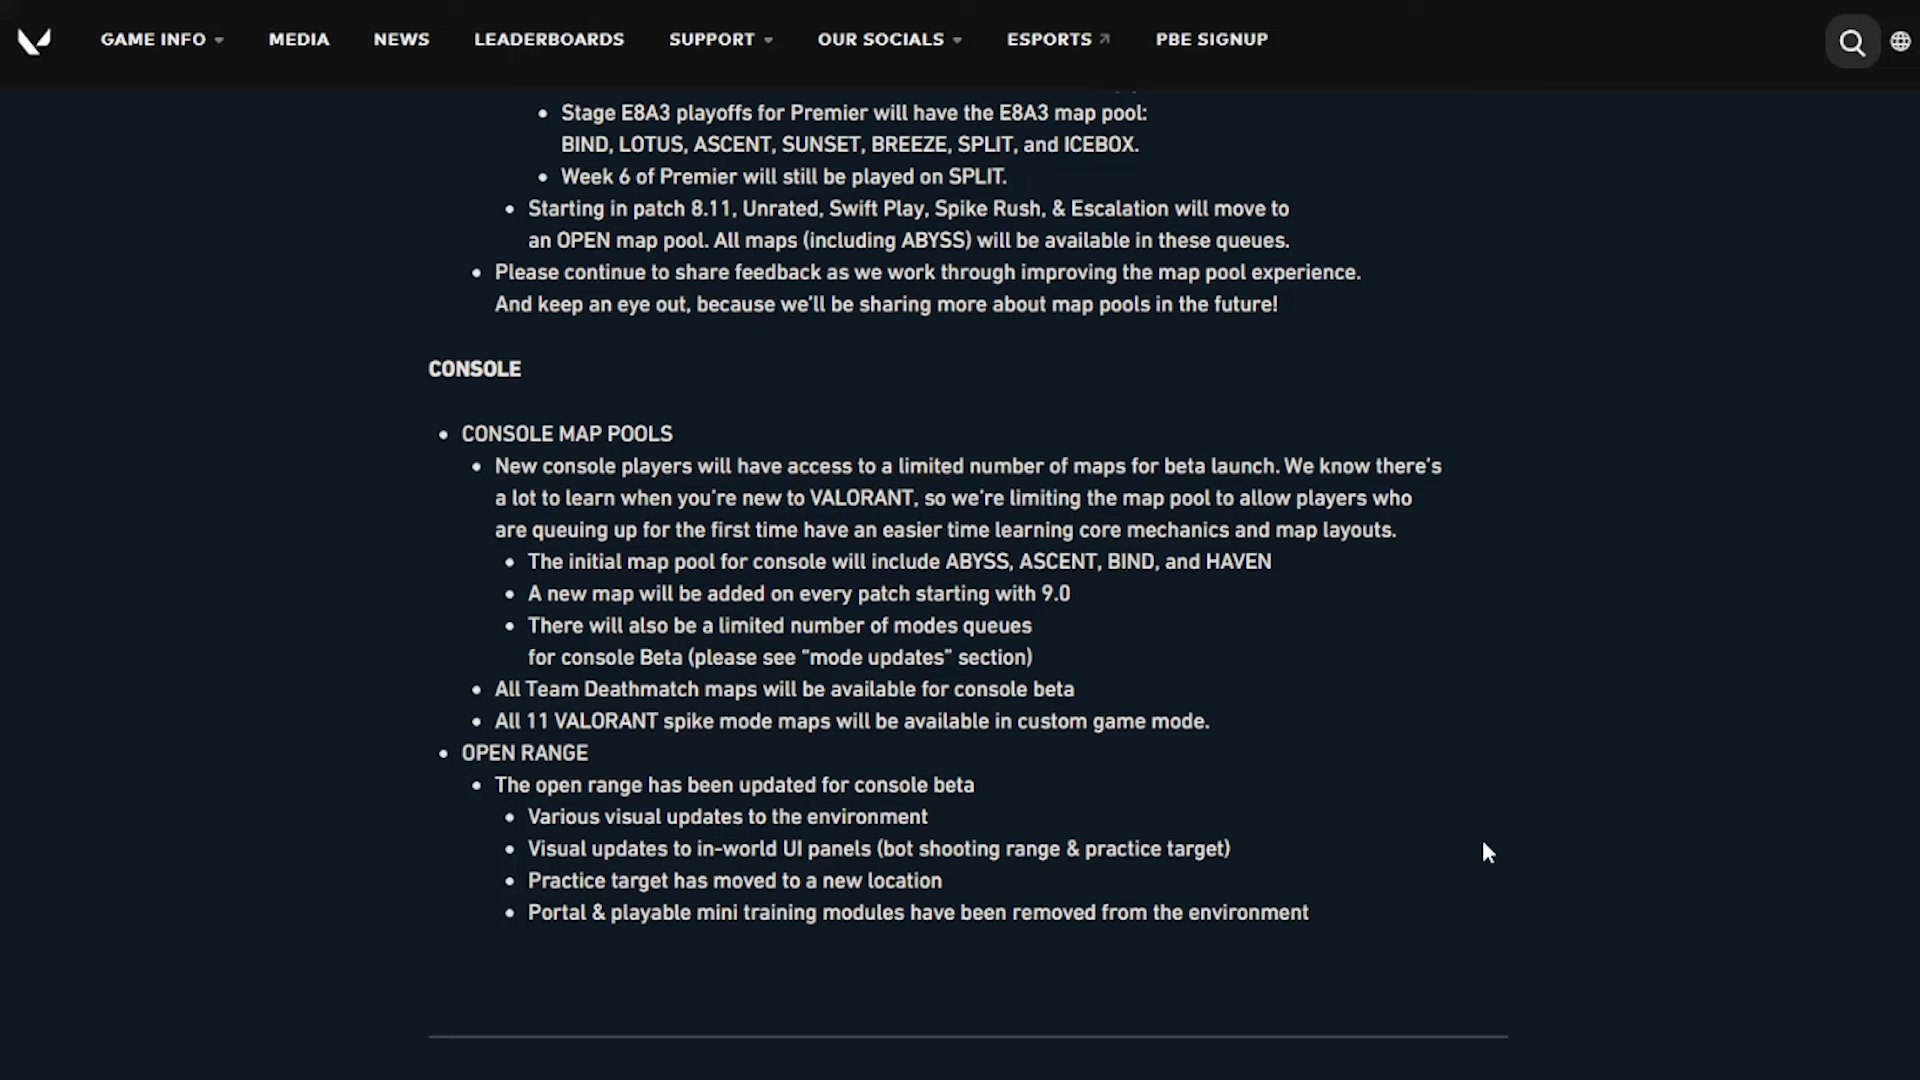 GAME INFO MEDIA NEWS LEADERBOARDS SUPPORT OUR SOCIALS ESPORTS PBE SIGNUP
Stage E8A3 playoffs for Premier will have the E8A3 map pool:
BIND, LOTUS, ASCENT, SUNSET, BREEZE, SPLIT, and ICEBOX.
Week 6 of Premier will still be played on SPLIT.
Starting in patch 8.11, Unrated, Swift Play, Spike Rush, & Escalation will move to
an OPEN map pool. All maps (including ABYSS) will be available in these queues.
Please continue to share feedback as we work through improving the map pool experience.
And keep an eye out, because we'll be sharing more about map pools in the future!
CONSOLE
CONSOLE MAP POOLS
New console players will have access to a limited number of maps for beta launch. We know there's
a lot to learn when you're new to VALORANT, so we're limiting the map pool to allow players who
are queuing up for the first time have an easier time learning core mechanics and map layouts.
The initial map pool for console will include ABYSS, ASCENT, BIND, and HAVEN
A new map will be added on every patch starting with 9.0
There will also be a limited number of modes queues
for console Beta (please see “mode updates” section)
All Team Deathmatch maps will be available for console beta
All 11 VALORANT spike mode maps will be available in custom game mode.
OPEN RANGE
The open range has been updated for console beta
Various visual updates to the environment
Visual updates to in-world UI panels (bot shooting range & practice target)
Practice target has moved to a new location
Portal & playable mini training modules have been removed from the environment